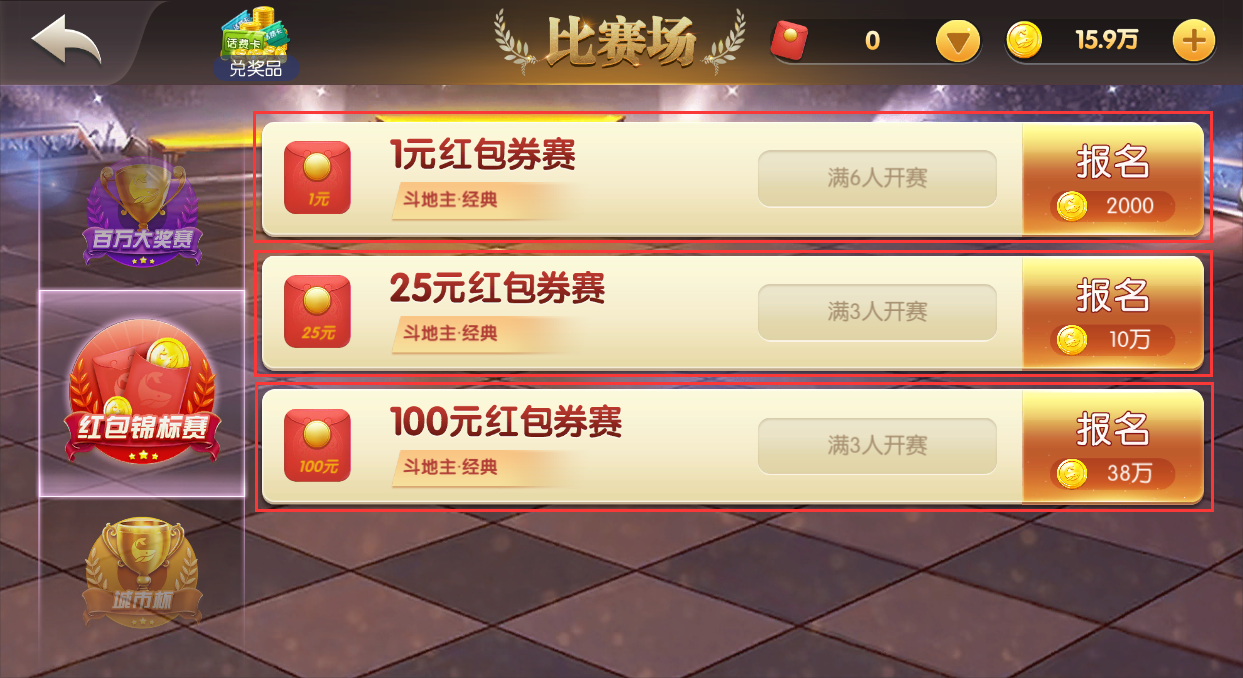 话费卡
兑奖品
比赛场
0
15.9万
百万大奖赛
红包锦标赛
城市杯
1元
1元红包券赛
斗地主·经典
满6人开赛
报名
2000
25元
25元红包券赛
斗地主·经典
满3人开赛
报名
10万
100元
100元红包券赛
斗地主·经典
满3人开赛
报名
38万